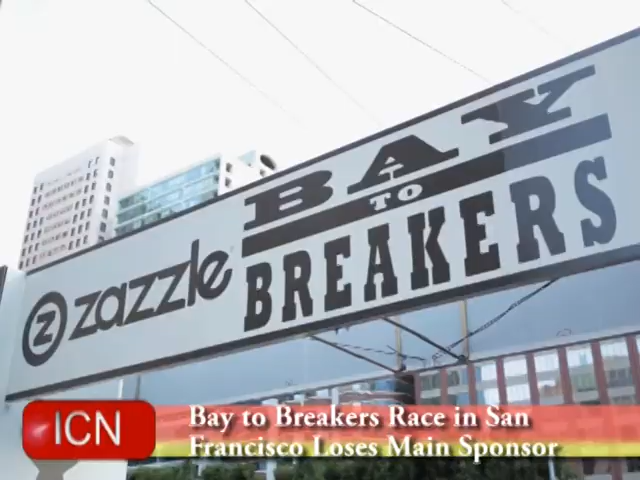 BAY
TO
BREAKERS
Z zazzle
ICN
Bay to Breakers Race in San
Francisco Loses Main Sponsor